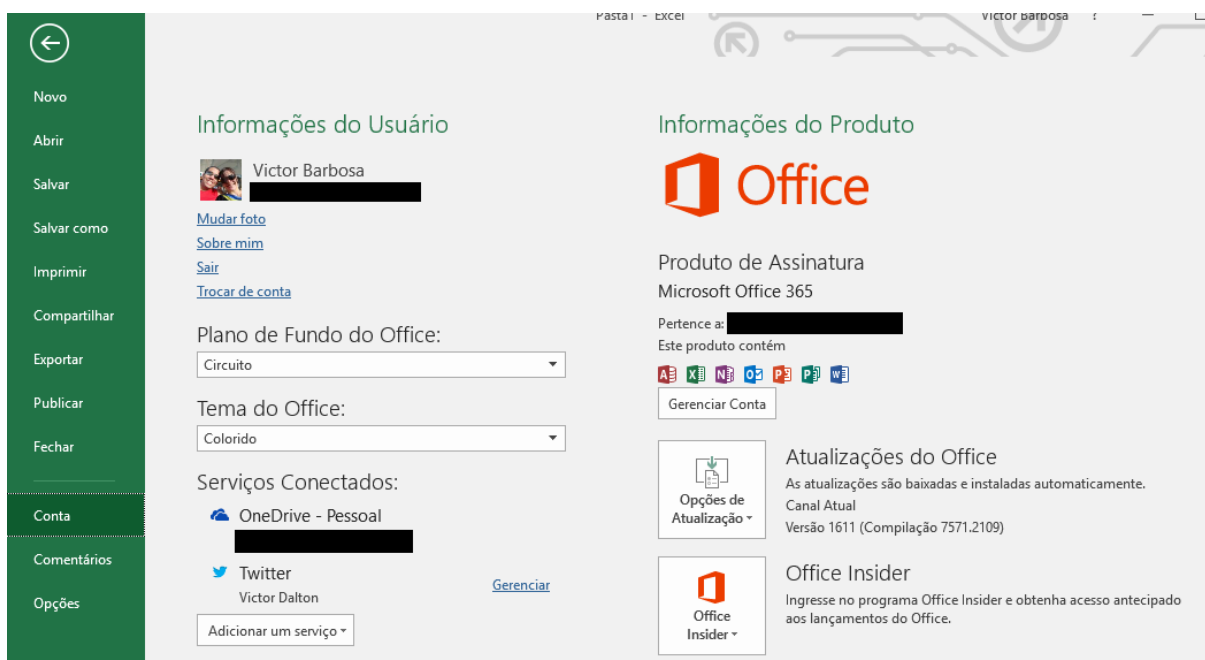 Pasta1 - Excel
Victor Barbosa ?
Novo
Abrir
Salvar
Salvar como
Imprimir
Compartilhar
Exportar
Publicar
Fechar
Conta
Comentários
Opções
Informações do Usuário
Victor Barbosa
Mudar foto
Sobre mim
Sair
Trocar de conta
Plano de Fundo do Office:
Circuito
Tema do Office:
Colorido
Serviços Conectados:
OneDrive - Pessoal
Twitter
Victor Dalton
Gerenciar
Adicionar um serviço
Informações do Produto
Office
Produto de Assinatura
Microsoft Office 365
Pertence a:
Este produto contém
Gerenciar Conta
Opções de
Atualização
Atualizações do Office
As atualizações são baixadas e instaladas automaticamente.
Canal Atual
Versão 1611 (Compilação 7571.2109)
Office
Insider
Office Insider
Ingresse no programa Office Insider e obtenha acesso antecipado
aos lançamentos do Office.